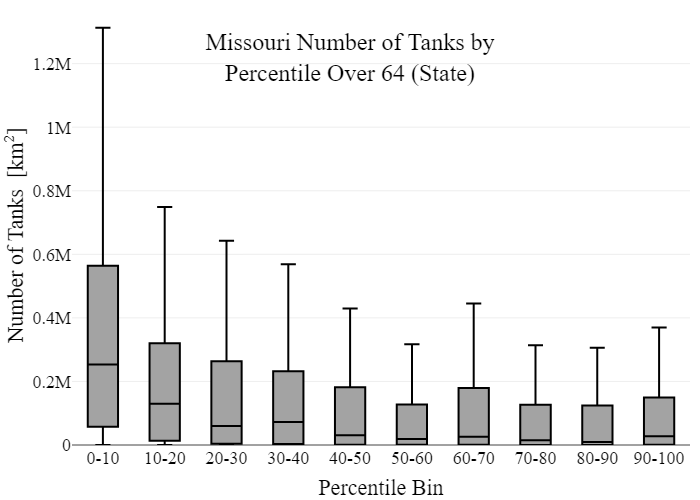 Missouri Number of Tanks by
Percentile Over 64 (State)
Number of Tanks [km²]
1.2M
1M
0.8M
0.6M
0.4M
0.2M
0
0-10 10-20 20-30 30-40 40-50 50-60 60-70 70-80 80-90 90-100
Percentile Bin